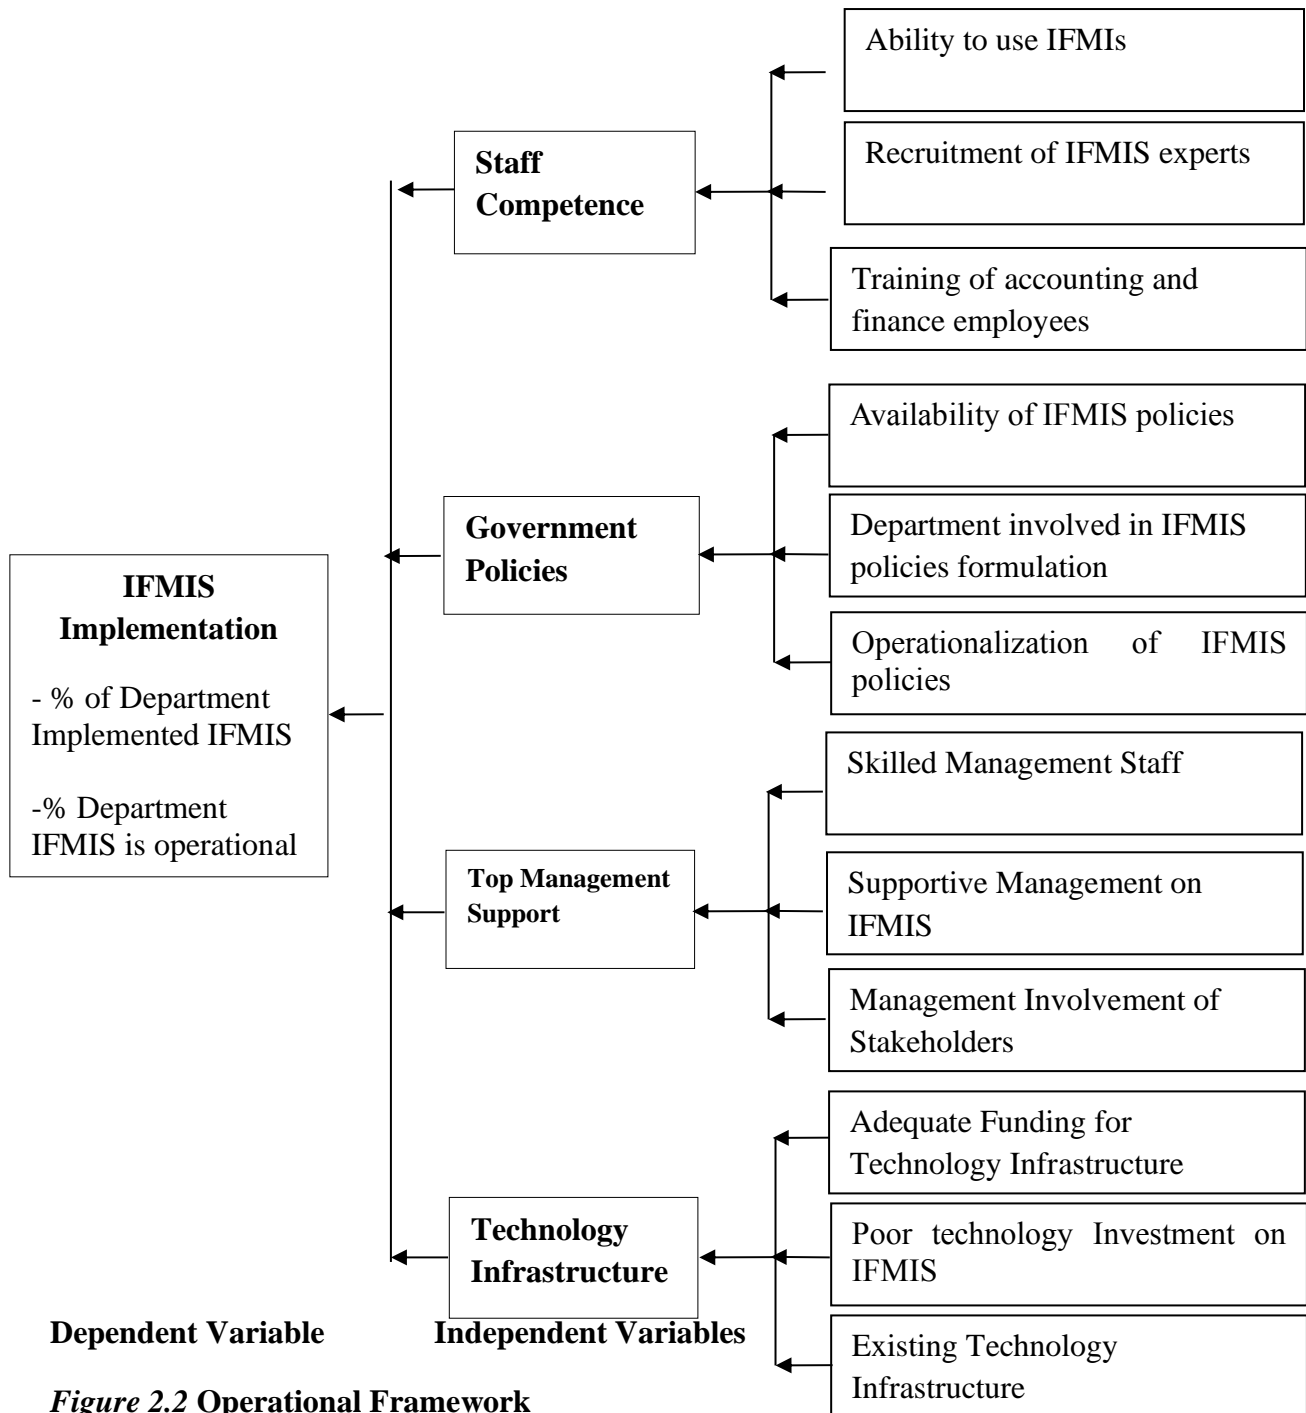 Ability to use IFMIs
Recruitment of IFMIS experts
Staff
Competence
Training of accounting and
finance employees
Availability of IFMIS policies
Government
Policies
Department involved in IFMIS
policies formulation
Operationalization of IFMIS
policies
IFMIS
Implementation
- % of Department
Implemented IFMIS
-% Department
IFMIS is operational
Skilled Management Staff
Top Management
Support
Supportive Management on
IFMIS
Management Involvement of
Stakeholders
Adequate Funding for
Technology Infrastructure
Technology
Infrastructure
Poor technology Investment on
IFMIS
Existing Technology
Infrastructure
Dependent Variable
Independent Variables
Figure 2.2 Operational Framework